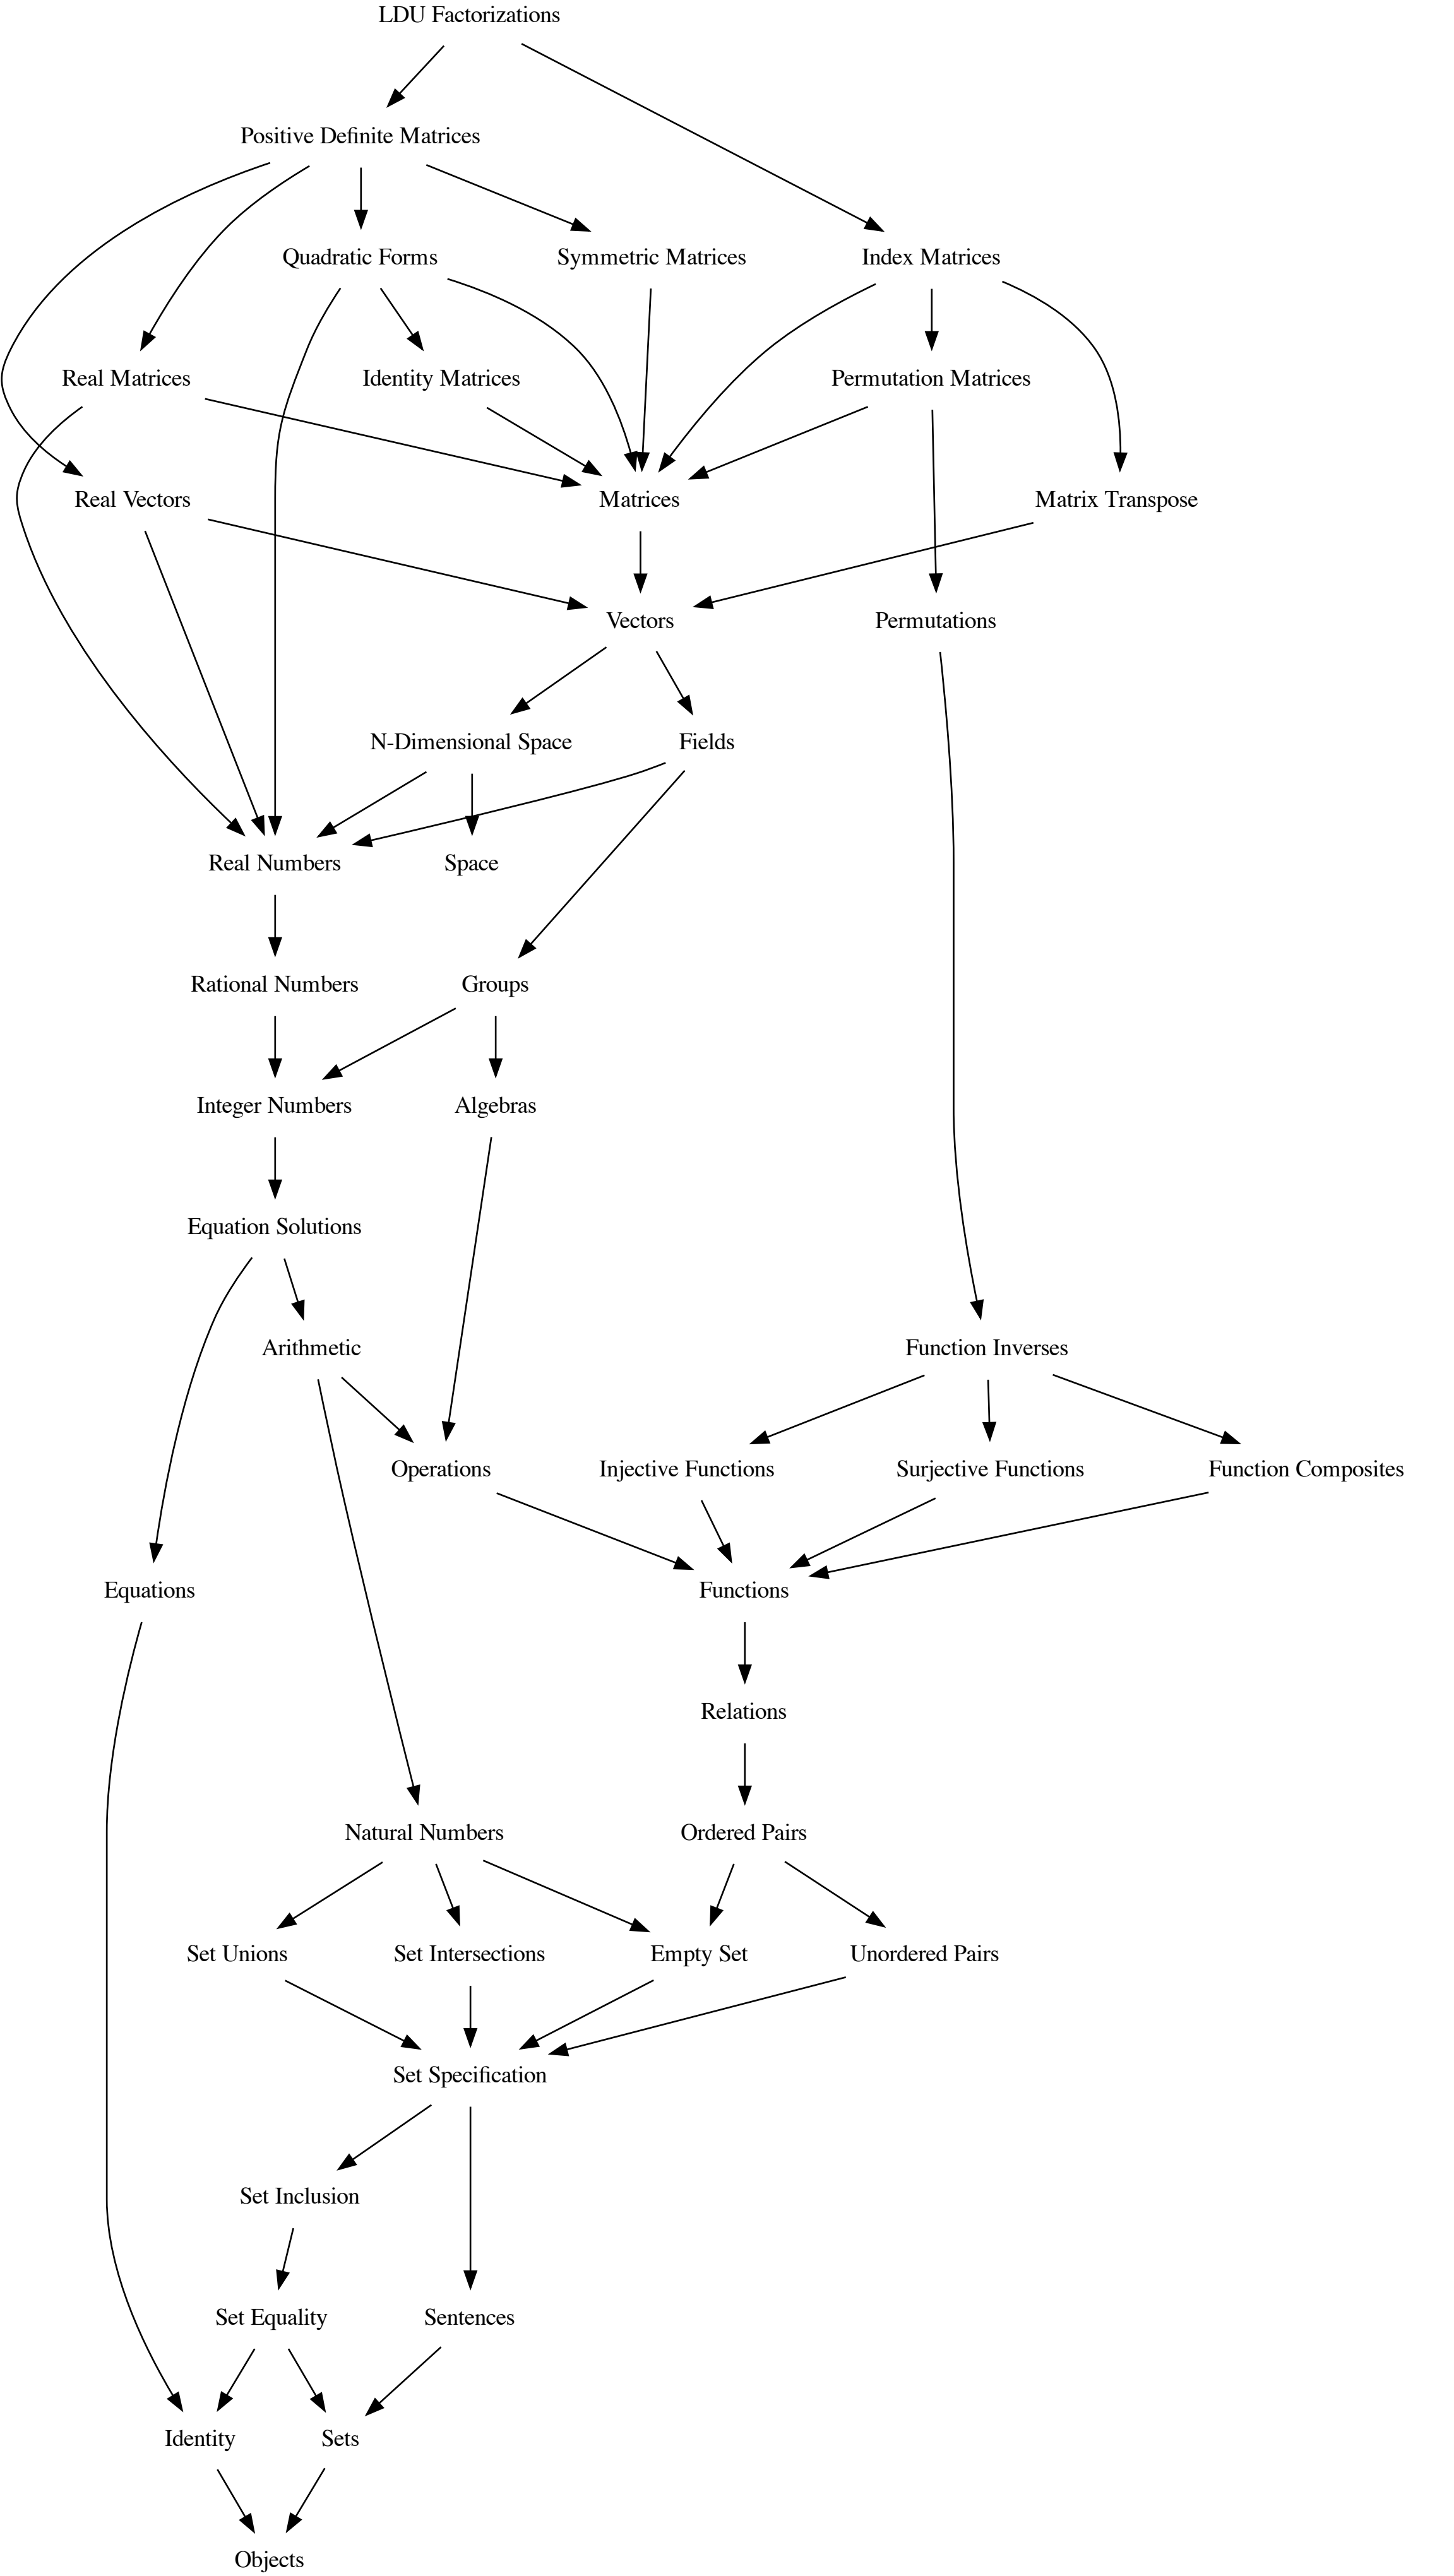 LDU Factorizations
Positive Definite Matrices
Quadratic Forms
Symmetric Matrices
Index Matrices
Real Matrices
Identity Matrices
Permutation Matrices
Real Vectors
Matrices
Matrix Transpose
Vectors
Permutations
N-Dimensional Space
Fields
Real Numbers
Space
Rational Numbers
Groups
Integer Numbers
Algebras
Equation Solutions
Arithmetic
Function Inverses
Operations
Injective Functions
Surjective Functions
Function Composites
Equations
Functions
Relations
Natural Numbers
Ordered Pairs
Set Unions
Set Intersections
Empty Set
Unordered Pairs
Set Specification
Set Inclusion
Set Equality
Sentences
Identity
Sets
Objects